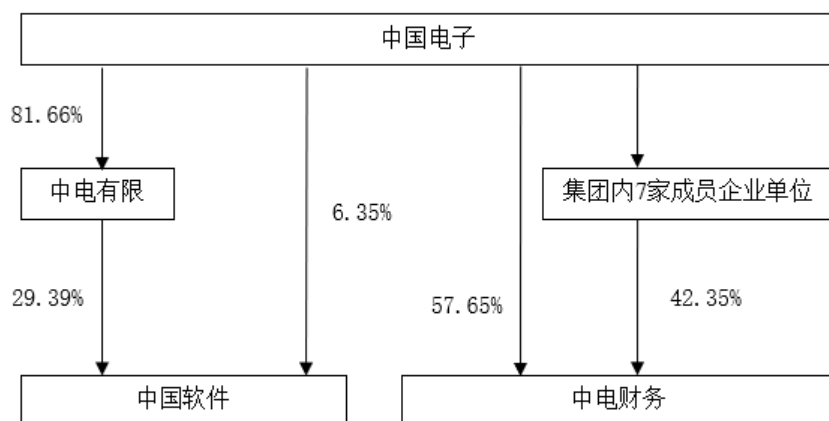 中国电子
81.66%
中电有限
集团内7家成员企业单位
6.35%
29.39%
57.65%
42.35%
中国软件
中电财务